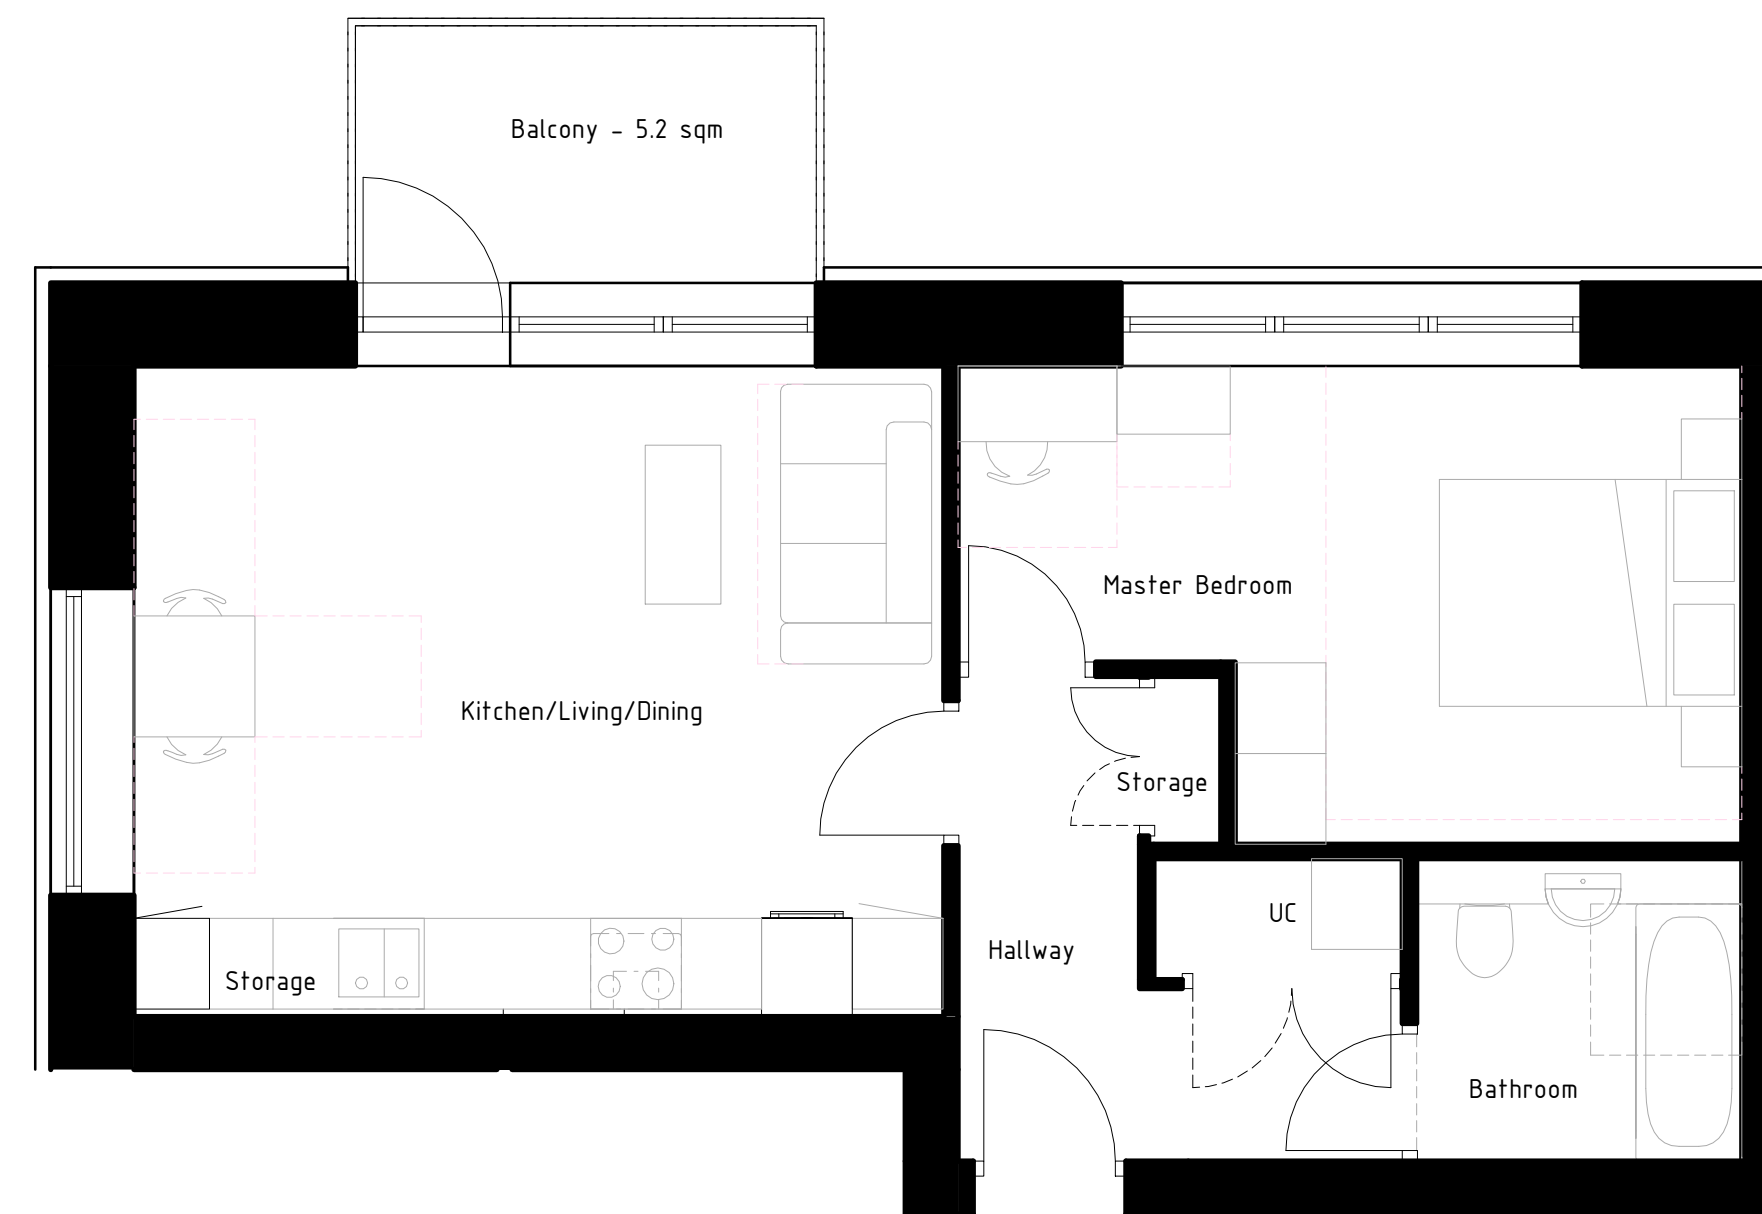 Balcony - 5.2 sqm
Master Bedroom
Kitchen/Living/Dining
Storage
UC
Hallway
Storage
Bathroom